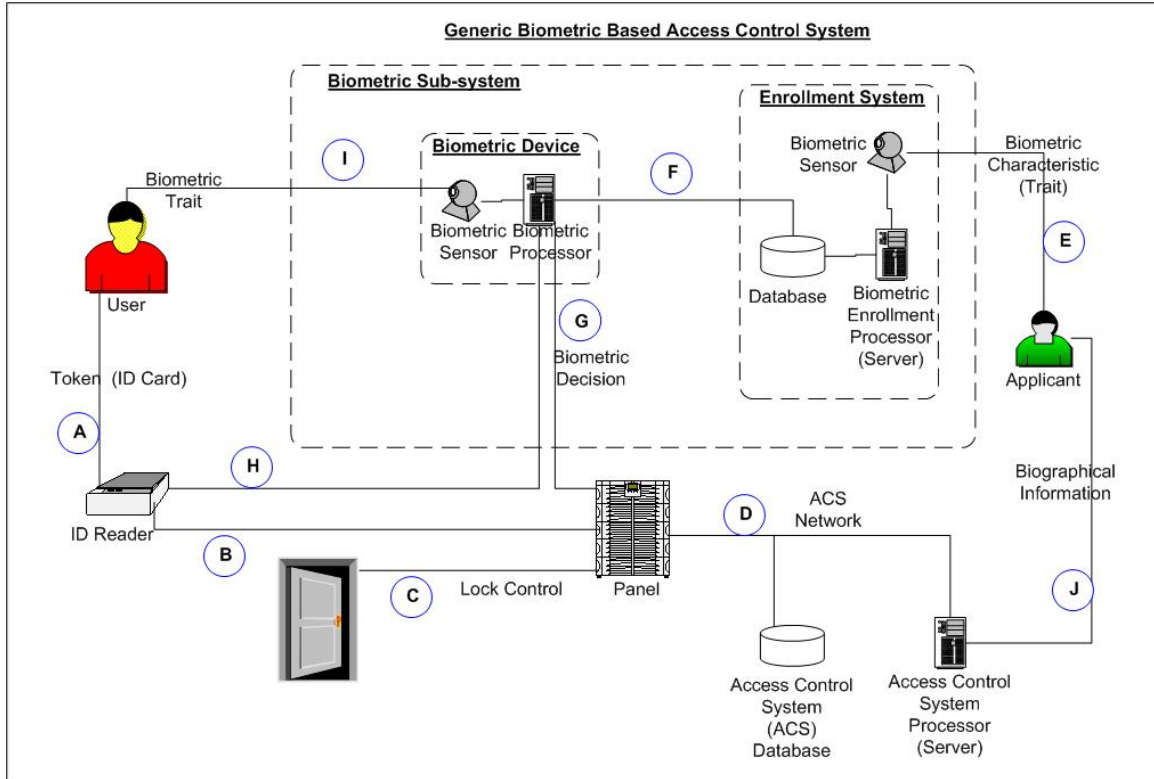 Generic Biometric Based Access Control System
Biometric Sub-system
Enrollment System
Biometric Device
Biometric
Sensor
Biometric
Characteristic
(Trait)
I
F
E
Biometric
Trait
Biometric
Sensor
Biometric
Processor
User
Database
Biometric
Enrollment
Processor
(Server)
G
Biometric
Decision
Applicant
Token (ID Card)
A
H
Biographical
Information
ID Reader
B
D
ACS
Network
C
Lock Control
Panel
J
Access Control
System
(ACS)
Database
Access Control
System
Processor
(Server)